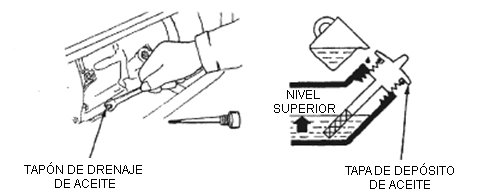 NIVEL
SUPERIOR
TAPÓN DE DRENAJE
DE ACEITE
TAPA DE DEPÓSITO
DE ACEITE